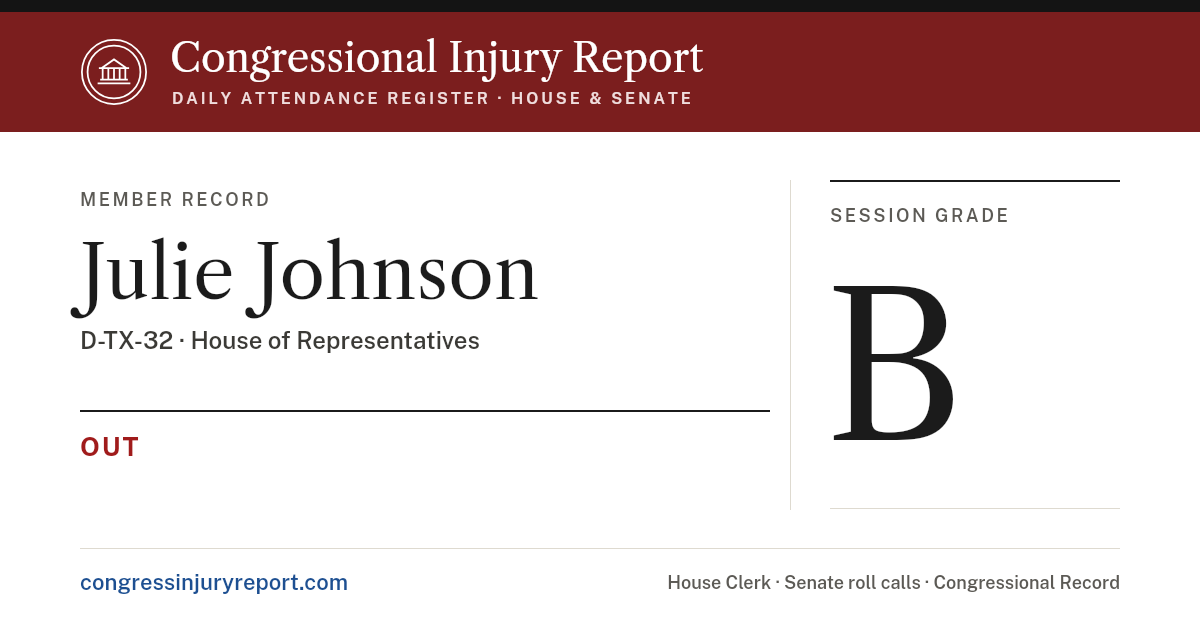 Congressional Injury Report
DAILY ATTENDANCE REGISTER · HOUSE & SENATE
MEMBER RECORD
Julie Johnson
D-TX-32 · House of Representatives
OUT
SESSION GRADE
B
congressinjuryreport.com
House Clerk · Senate roll calls · Congressional Record